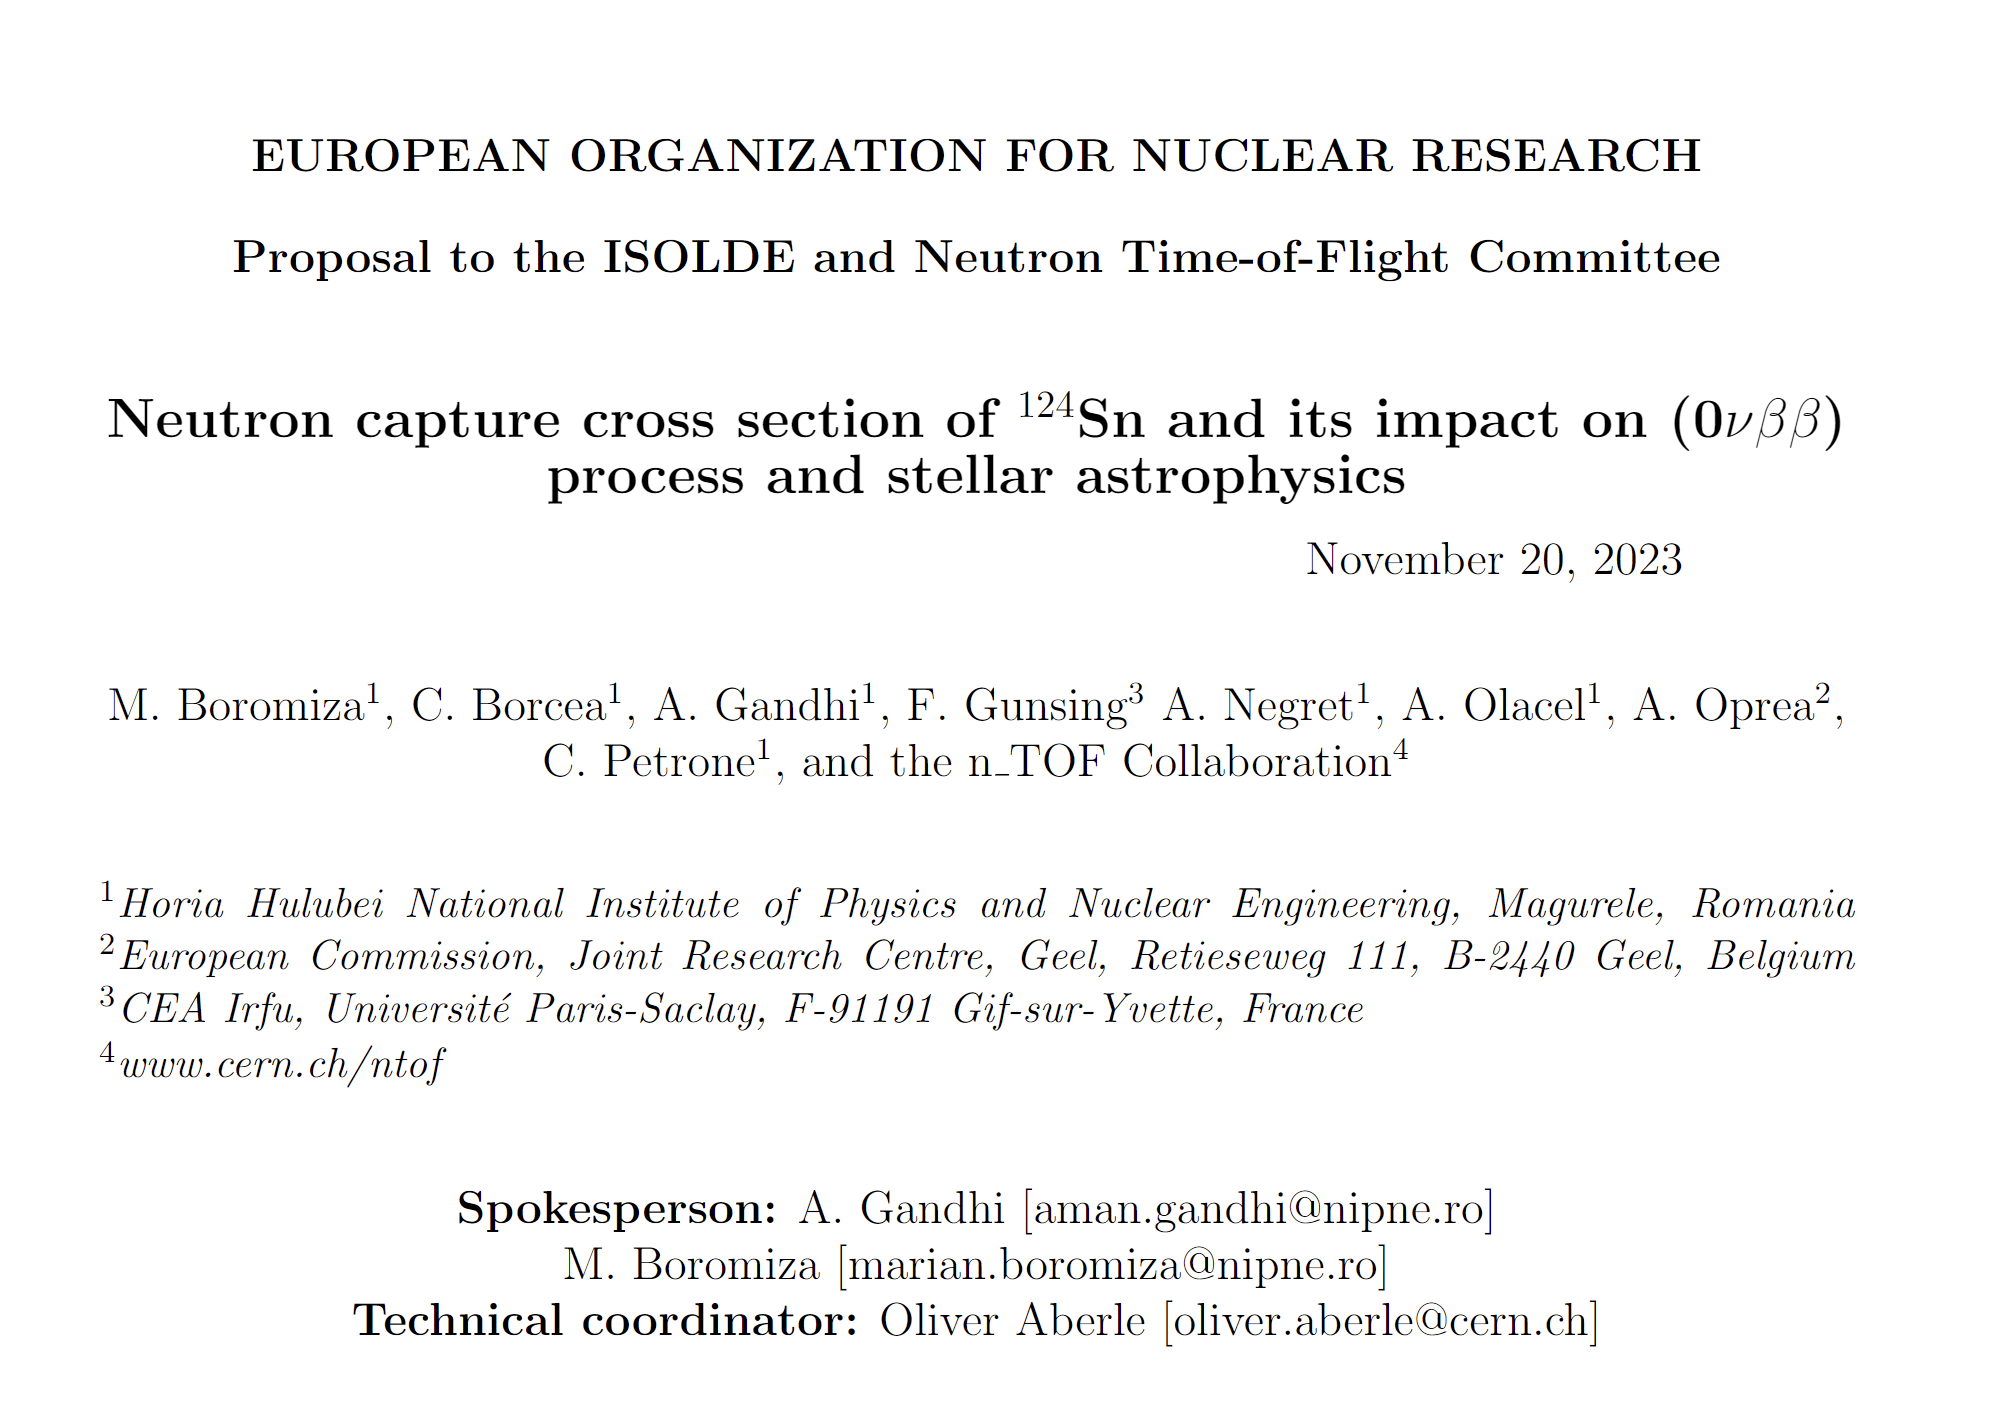 EUROPEAN ORGANIZATION FOR NUCLEAR RESEARCH
Proposal to the ISOLDE and Neutron Time-of-Flight Committee
Neutron capture cross section of ¹²⁴Sn and its impact on (0νββ)
process and stellar astrophysics
November 20, 2023
M. Boromiza¹, C. Borcea¹, A. Gandhi¹, F. Gunsing³ A. Negret¹, A. Olacel¹, A. Oprea²,
C. Petrone¹, and the n_TOF Collaboration⁴
¹Horia Hulubei National Institute of Physics and Nuclear Engineering, Magurele, Romania
²European Commission, Joint Research Centre, Geel, Retieseweg 111, B-2440 Geel, Belgium
³CEA Irfu, Université Paris-Saclay, F-91191 Gif-sur-Yvette, France
⁴www.cern.ch/ntof
Spokesperson: A. Gandhi [aman.gandhi@nipne.ro]
M. Boromiza [marian.boromiza@nipne.ro]
Technical coordinator: Oliver Aberle [oliver.aberle@cern.ch]